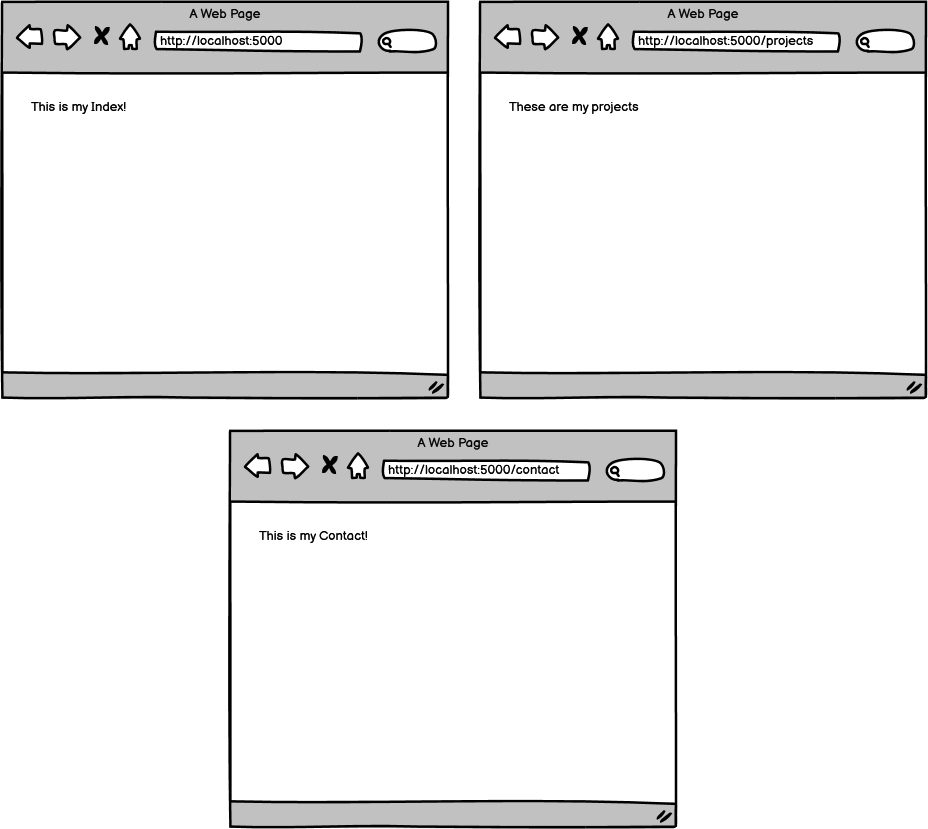 A Web Page
http://localhost:5000
This is my Index!
A Web Page
http://localhost:5000/projects
These are my projects
A Web Page
http://localhost:5000/contact
This is my Contact!